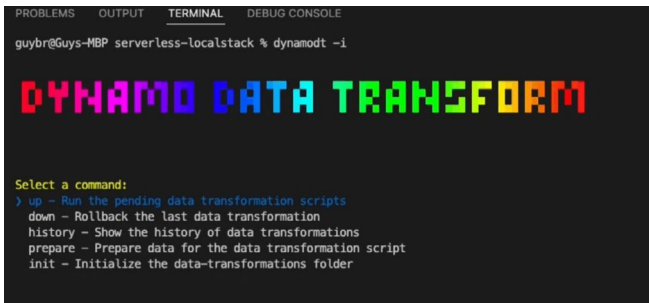 PROBLEMS OUTPUT TERMINAL DEBUG CONSOLE
guybr@Guys-MBP serverless-localstack % dynamodt -i
DYNAMO DATA TRANSFORM
Select a command:
❯ up – Run the pending data transformation scripts
down – Rollback the last data transformation
history – Show the history of data transformations
prepare – Prepare data for the data transformation script
init – Initialize the data-transformations folder